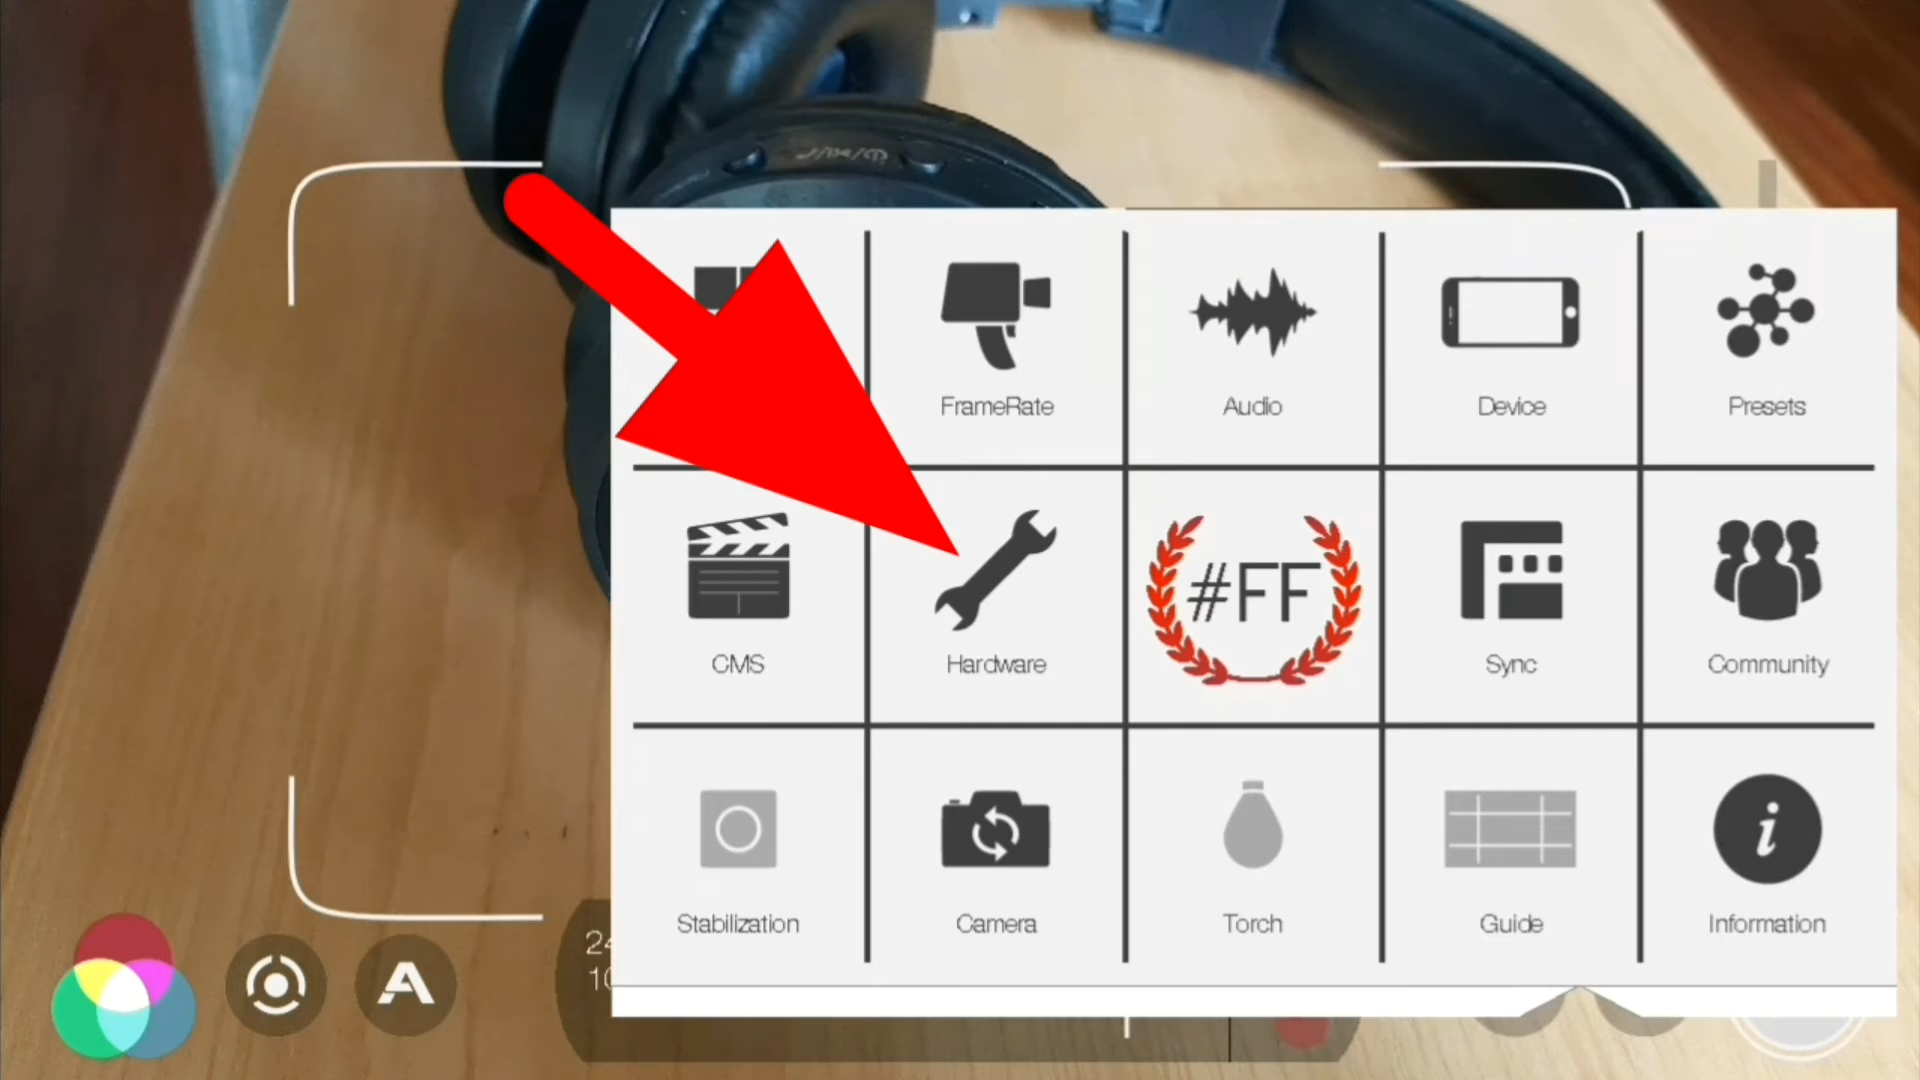 FrameRate
Audio
Device
Presets
CMS
Hardware
#FF
Sync
Community
Stabilization
Camera
Torch
Guide
Information
A